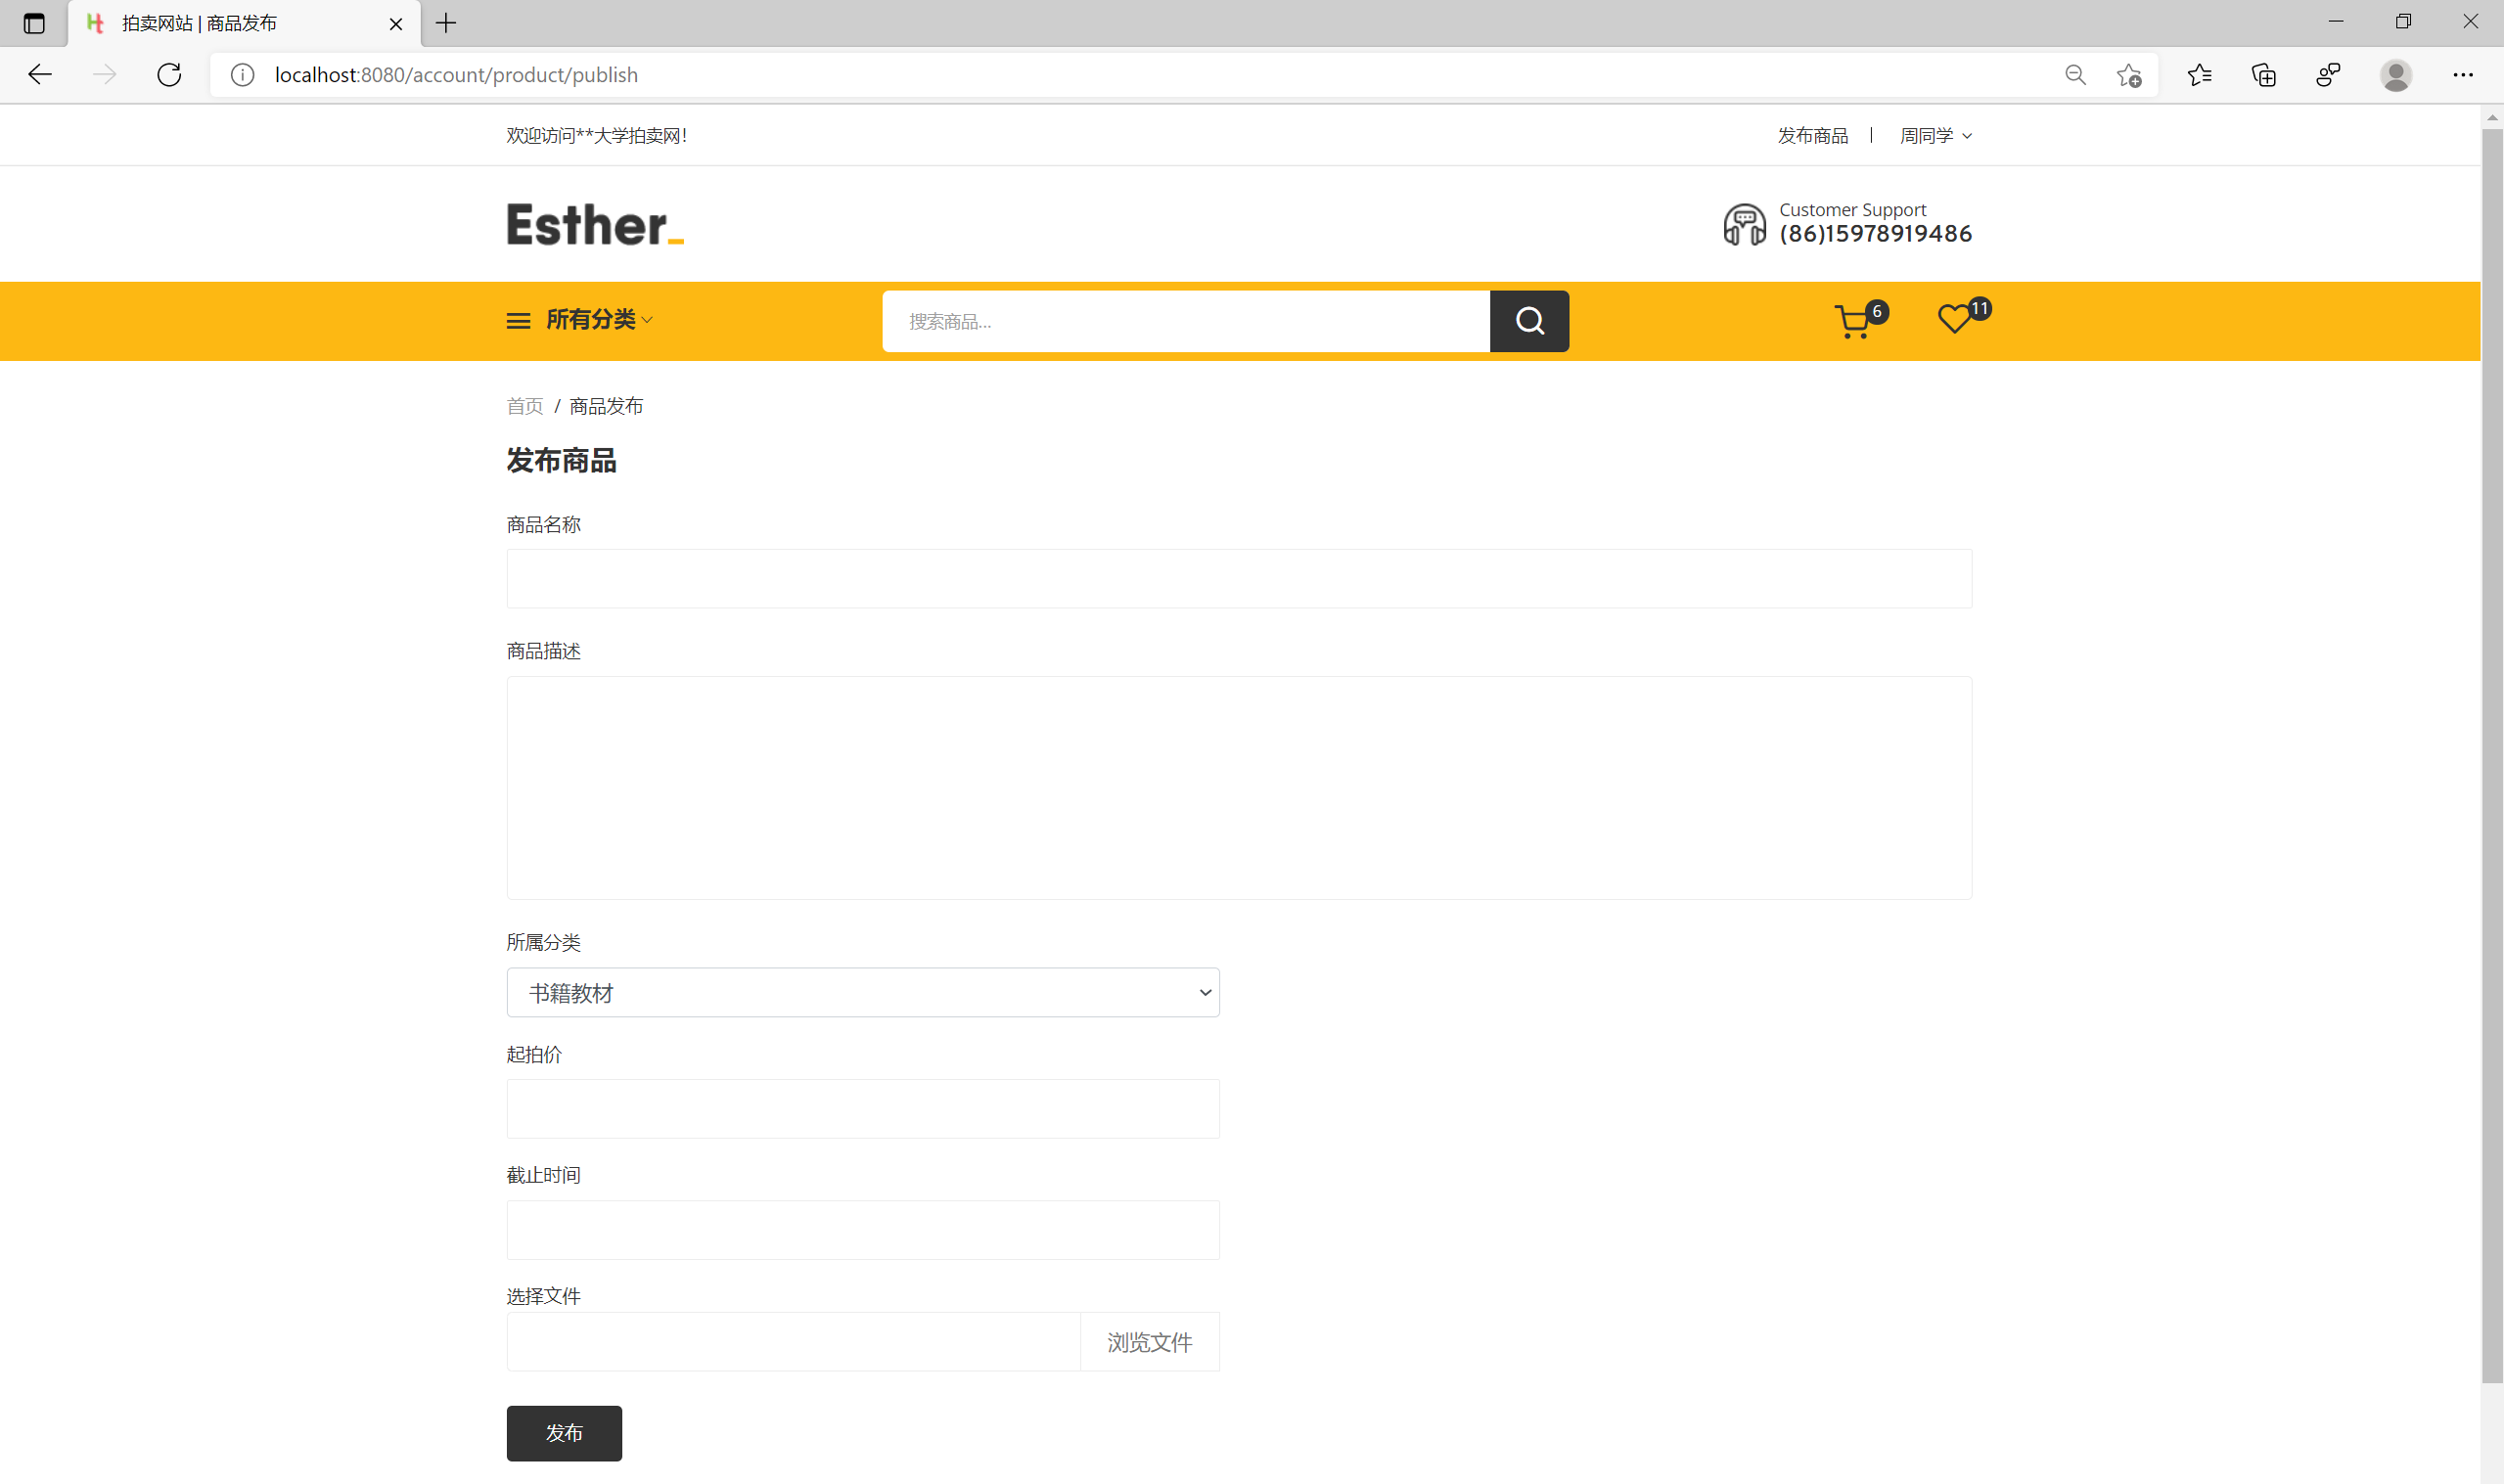 拍卖网站 | 商品发布
localhost:8080/account/product/publish
欢迎访问**大学拍卖网!
发布商品
周同学
Esther_
Customer Support
(86)15978919486
所有分类
搜索商品...
6
11
首页 / 商品发布
发布商品
商品名称
商品描述
所属分类
书籍教材
起拍价
截止时间
选择文件
浏览文件
发布